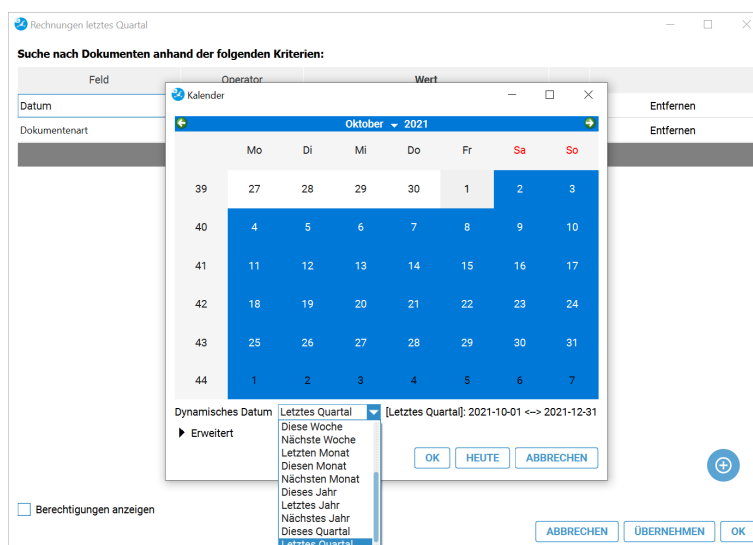 Rechnungen letztes Quartal
Suche nach Dokumenten anhand der folgenden Kriterien:
Feld Operator Wert
Datum Entfernen
Dokumentenart Entfernen
Kalender
Oktober 2021
Mo Di Mi Do Fr Sa So
39 27 28 29 30 1 2 3
40 4 5 6 7 8 9 10
41 11 12 13 14 15 16 17
42 18 19 20 21 22 23 24
43 25 26 27 28 29 30 31
44 1 2 3 4 5 6 7
Dynamisches Datum Letztes Quartal [Letztes Quartal]: 2021-10-01 <--> 2021-12-31
Erweitert
Diese Woche
Nächste Woche
Letzten Monat
Diesen Monat
Nächsten Monat
Dieses Jahr
Letztes Jahr
Nächstes Jahr
Dieses Quartal
Letztes Quartal
OK HEUTE ABBRECHEN
Berechtigungen anzeigen
ABBRECHEN ÜBERNEHMEN OK